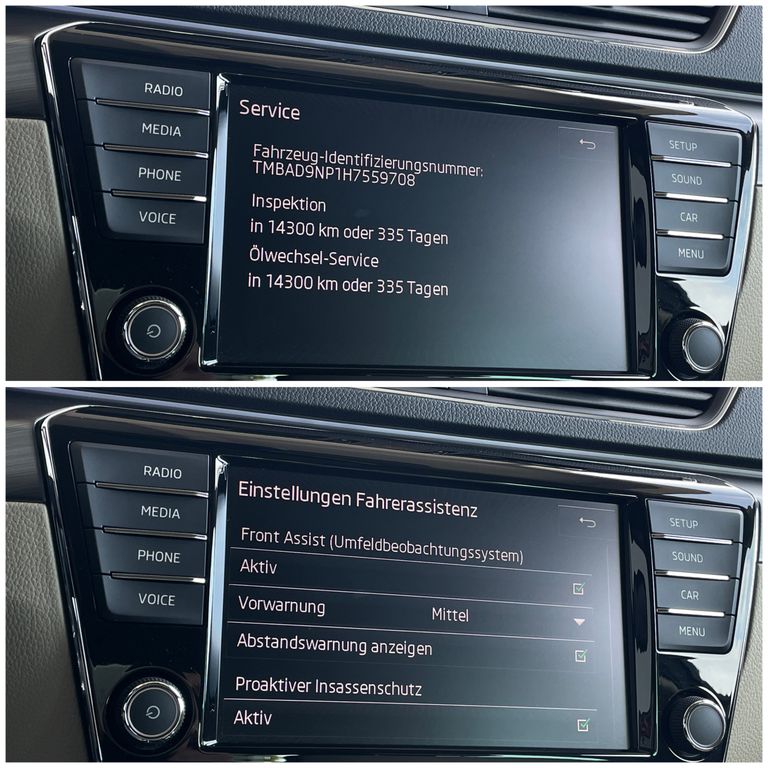 RADIO
MEDIA
PHONE
VOICE
Service
Fahrzeug-Identifizierungsnummer:
TMBAD9NP1H7559708
Inspektion
in 14300 km oder 335 Tagen
Ölwechsel-Service
in 14300 km oder 335 Tagen
SETUP
SOUND
CAR
MENU
RADIO
MEDIA
PHONE
VOICE
Einstellungen Fahrerassistenz
Front Assist (Umfeldbeobachtungssystem)
Aktiv
Vorwarnung Mittel
Abstandswarnung anzeigen
Proaktiver Insassenschutz
Aktiv
SETUP
SOUND
CAR
MENU